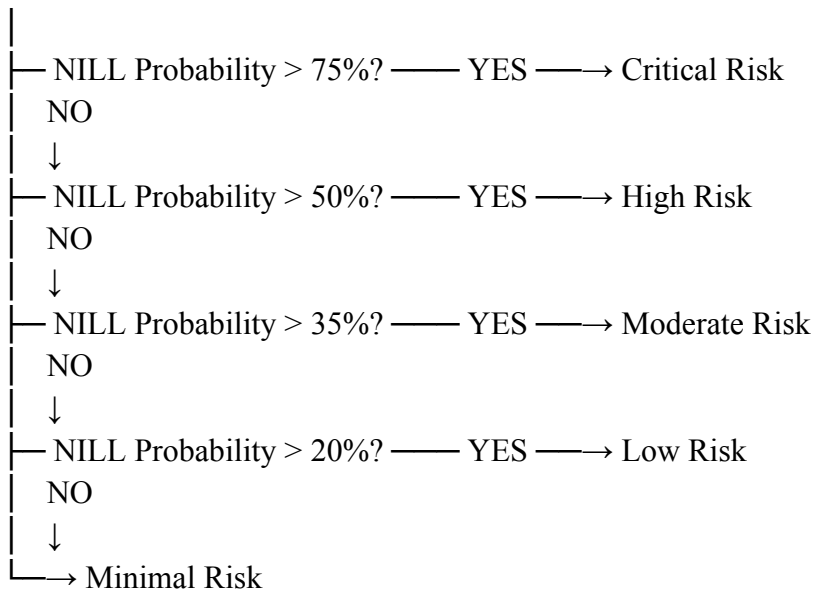 NILL Probability > 75%? —— YES ——→ Critical Risk
NO
↓
NILL Probability > 50%? —— YES ——→ High Risk
NO
↓
NILL Probability > 35%? —— YES ——→ Moderate Risk
NO
↓
NILL Probability > 20%? —— YES ——→ Low Risk
NO
↓
└─→ Minimal Risk